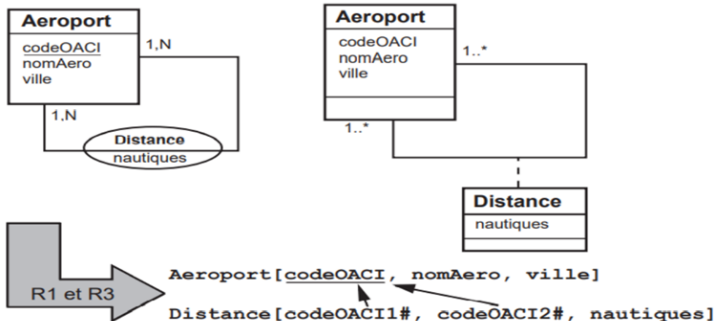 Aeroport
codeOACI
nomAero
ville
1,N
1,N
Distance
nautiques
Aeroport
codeOACI
nomAero
ville
1..*
1..*
Distance
nautiques
R1 et R3
Aeroport[codeOACI, nomAero, ville]
Distance[codeOACI1#, codeOACI2#, nautiques]